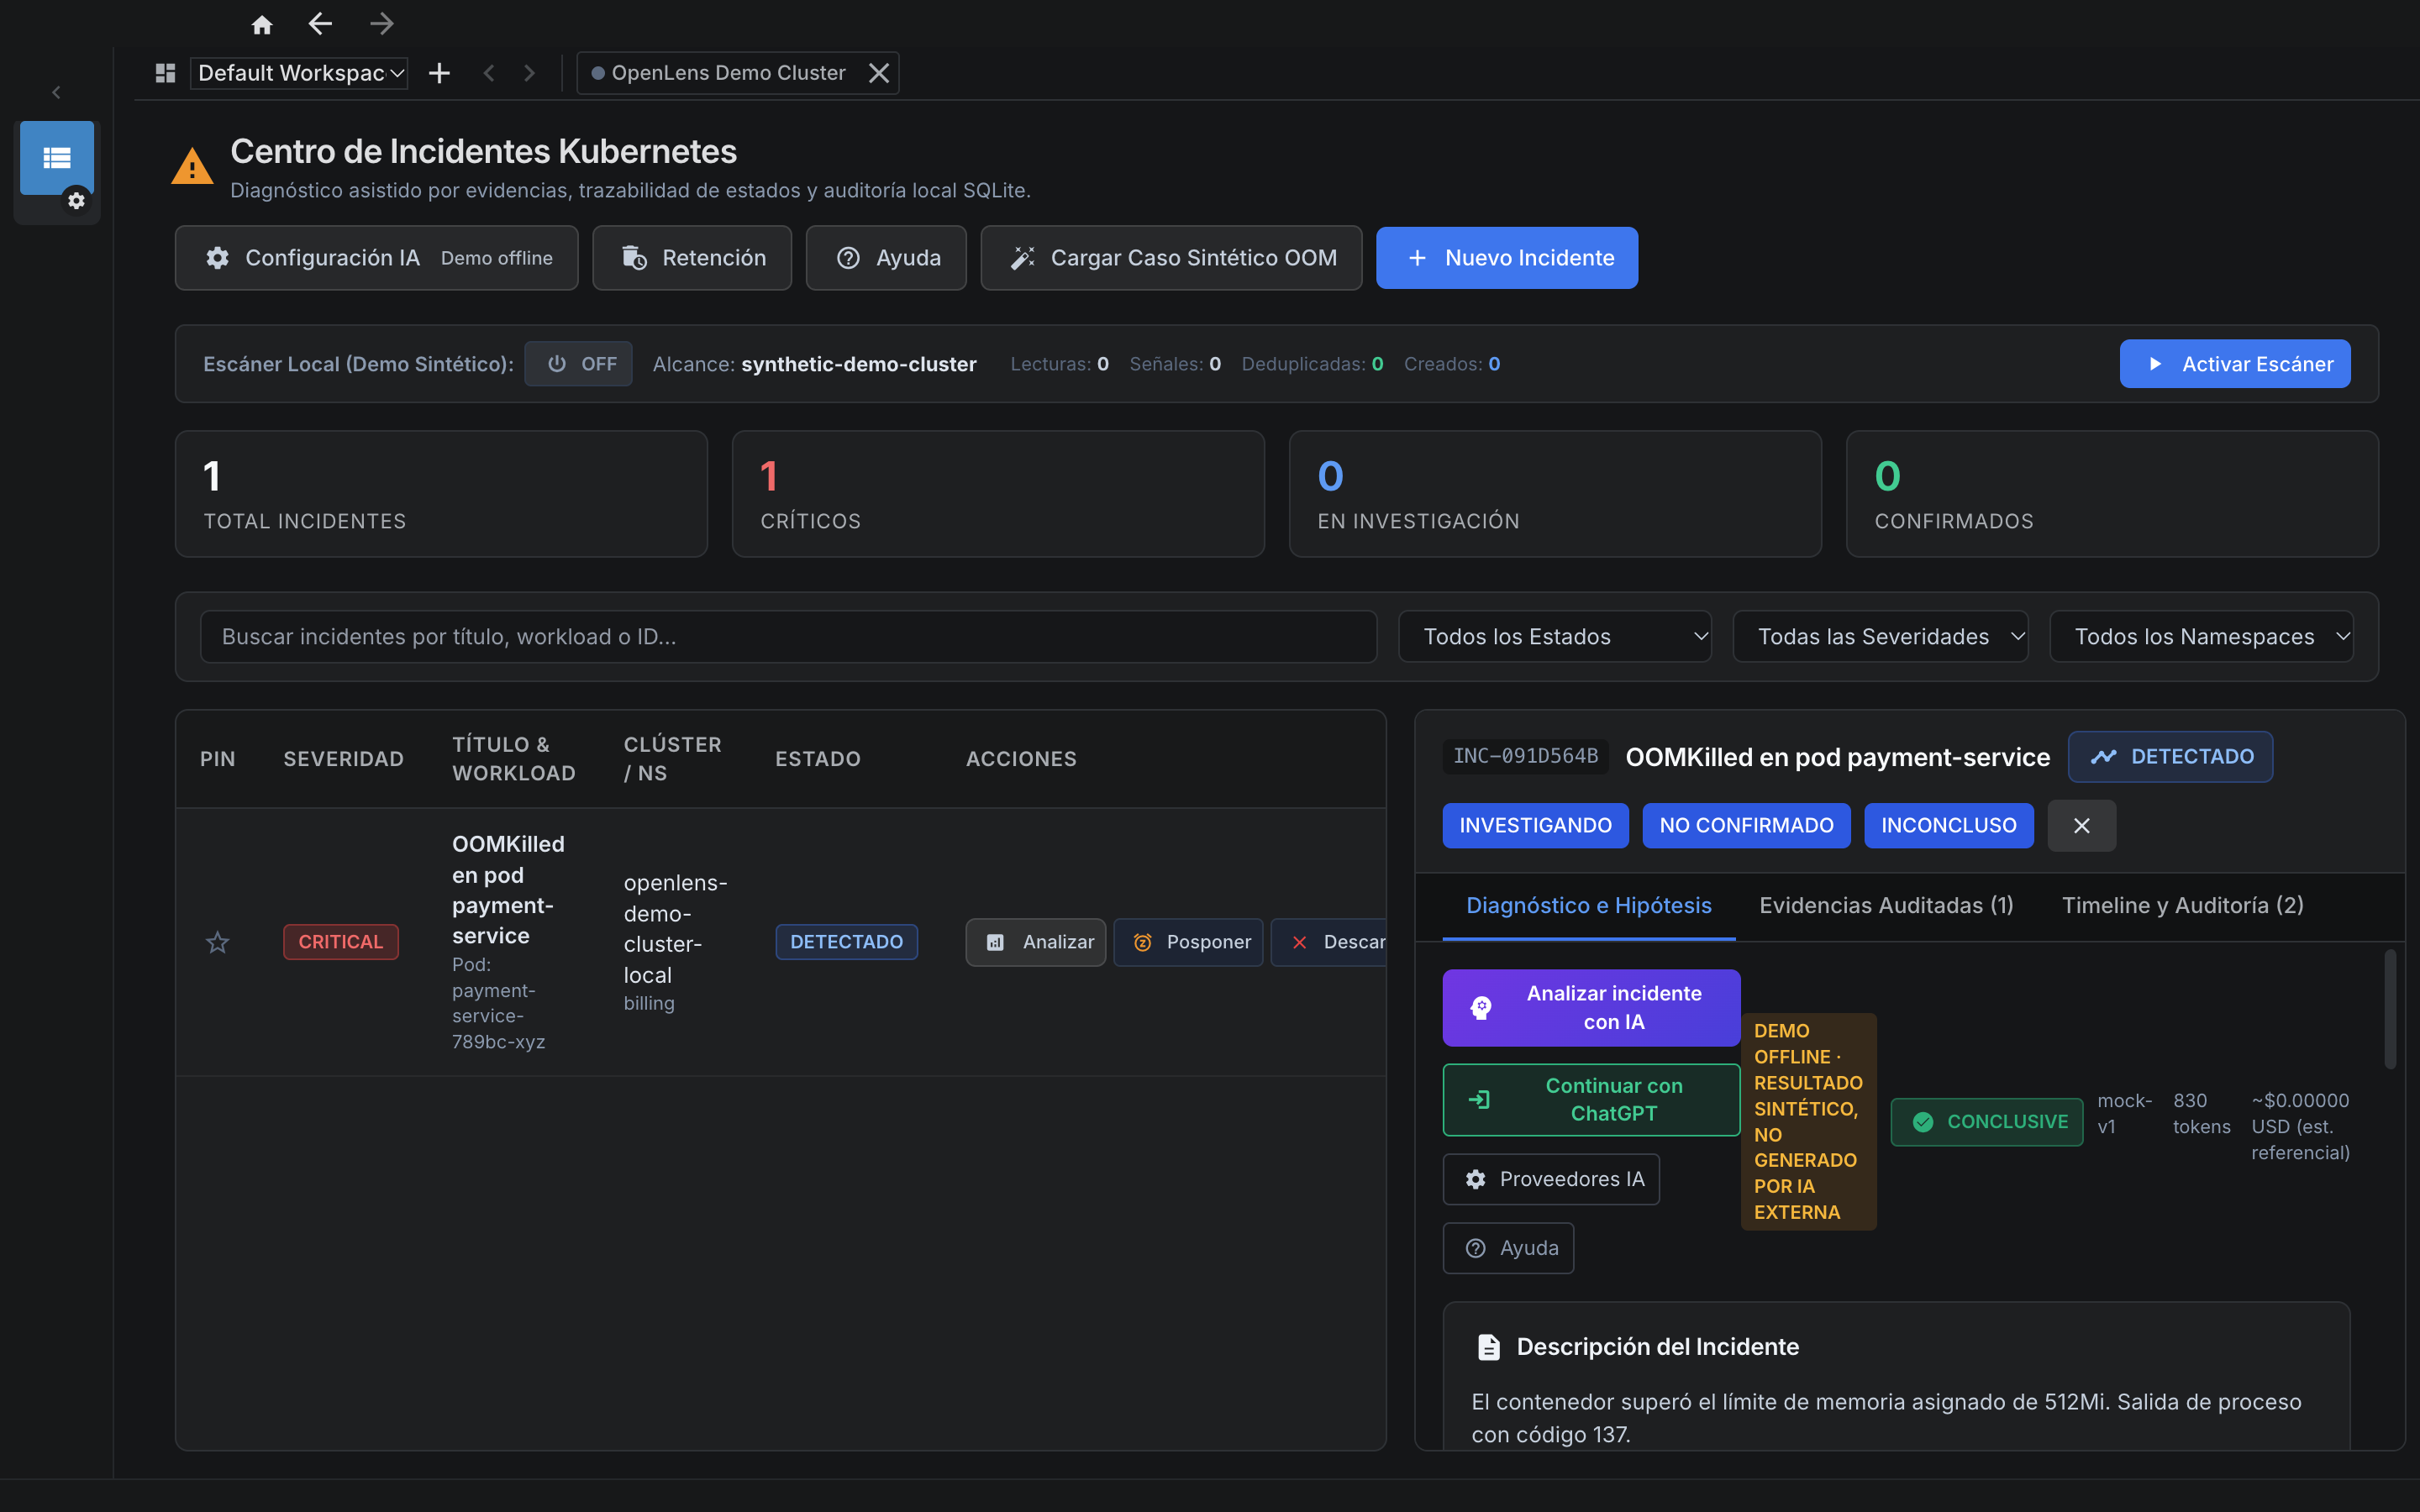 Default Workspac
OpenLens Demo Cluster
Centro de Incidentes Kubernetes
Diagnóstico asistido por evidencias, trazabilidad de estados y auditoría local SQLite.
Configuración IA Demo offline
Retención
Ayuda
Cargar Caso Sintético OOM
Nuevo Incidente
Escáner Local (Demo Sintético): OFF Alcance: synthetic-demo-cluster Lecturas: 0 Señales: 0 Deduplicadas: 0 Creados: 0
Activar Escáner
1
TOTAL INCIDENTES
1
CRÍTICOS
0
EN INVESTIGACIÓN
0
CONFIRMADOS
Buscar incidentes por título, workload o ID...
Todos los Estados
Todas las Severidades
Todos los Namespaces
PIN
SEVERIDAD
TÍTULO &
WORKLOAD
CLÚSTER
/ NS
ESTADO
ACCIONES
CRITICAL
OOMKilled
en pod
payment-
service
Pod:
payment-
service-
789bc-xyz
openlens-
demo-
cluster-
local
billing
DETECTADO
Analizar
Posponer
Descar
INC-091D564B
OOMKilled en pod payment-service
DETECTADO
INVESTIGANDO
NO CONFIRMADO
INCONCLUSO
Diagnóstico e Hipótesis
Evidencias Auditadas (1)
Timeline y Auditoría (2)
Analizar incidente
con IA
Continuar con
ChatGPT
Proveedores IA
Ayuda
DEMO
OFFLINE ·
RESULTADO
SINTÉTICO,
NO
GENERADO
POR IA
EXTERNA
CONCLUSIVE
mock-
v1
830
tokens
~$0.00000
USD (est.
referencial)
Descripción del Incidente
El contenedor superó el límite de memoria asignado de 512Mi. Salida de proceso
con código 137.